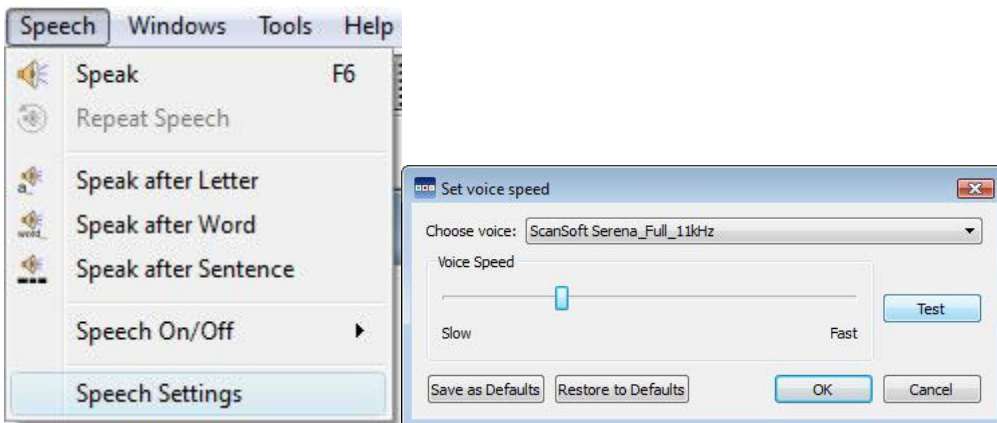 Speech Windows Tools Help
Speak F6
Repeat Speech
a
Speak after Letter
word
Speak after Word
Speak after Sentence
Speech On/Off
Speech Settings
Set voice speed
Choose voice: ScanSoft Serena_Full_11kHz
Voice Speed
Test
Slow Fast
Save as Defaults Restore to Defaults OK Cancel